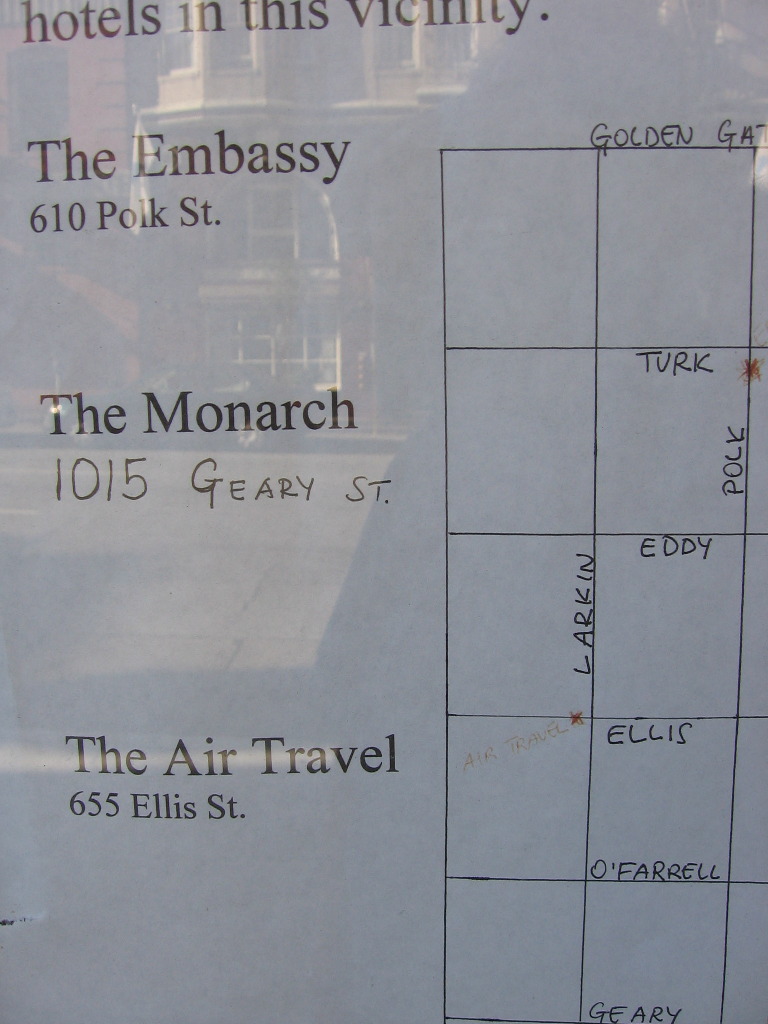 hotels in this vicinity.
The Embassy
610 Polk St.
The Monarch
1015 GEARY ST.
The Air Travel
655 Ellis St.
GOLDEN GAT
TURK
POLK
EDDY
LARKIN
AIR TRAVEL
ELLIS
O'FARRELL
GEARY